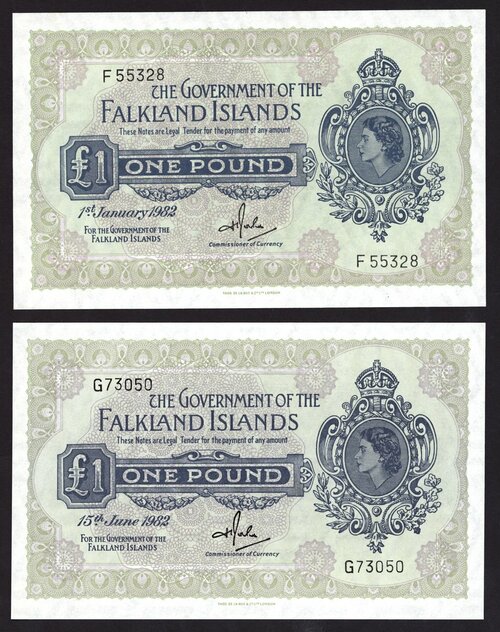 F 55328
THE GOVERNMENT OF THE
FALKLAND ISLANDS
These Notes are Legal Tender for the payment of any amount
£1 ONE POUND
1st January 1982
FOR THE GOVERNMENT OF THE
FALKLAND ISLANDS
Commissioner of Currency
F 55328
G73050
THE GOVERNMENT OF THE
FALKLAND ISLANDS
These Notes are Legal Tender for the payment of any amount
£1 ONE POUND
15th June 1982
FOR THE GOVERNMENT OF THE
FALKLAND ISLANDS
Commissioner of Currency
G73050